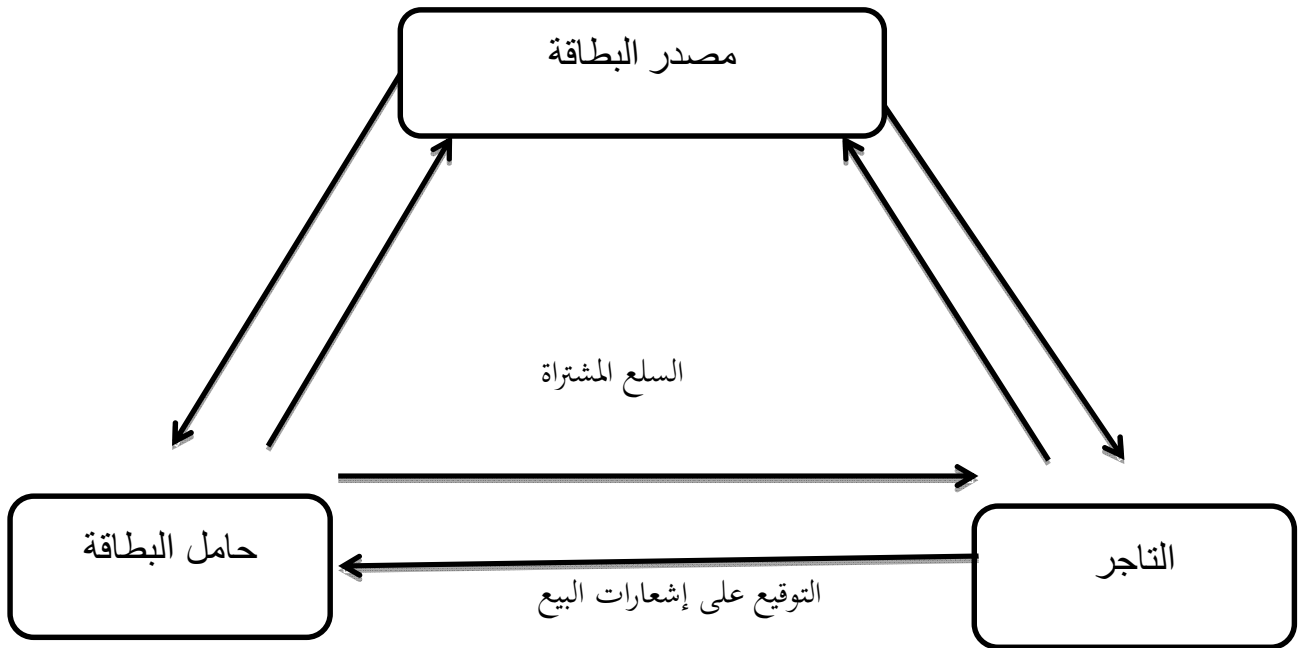 مصدر البطاقة
السلع المشتراة
حامل البطاقة
التاجر
التوقيع على إشعارات البيع